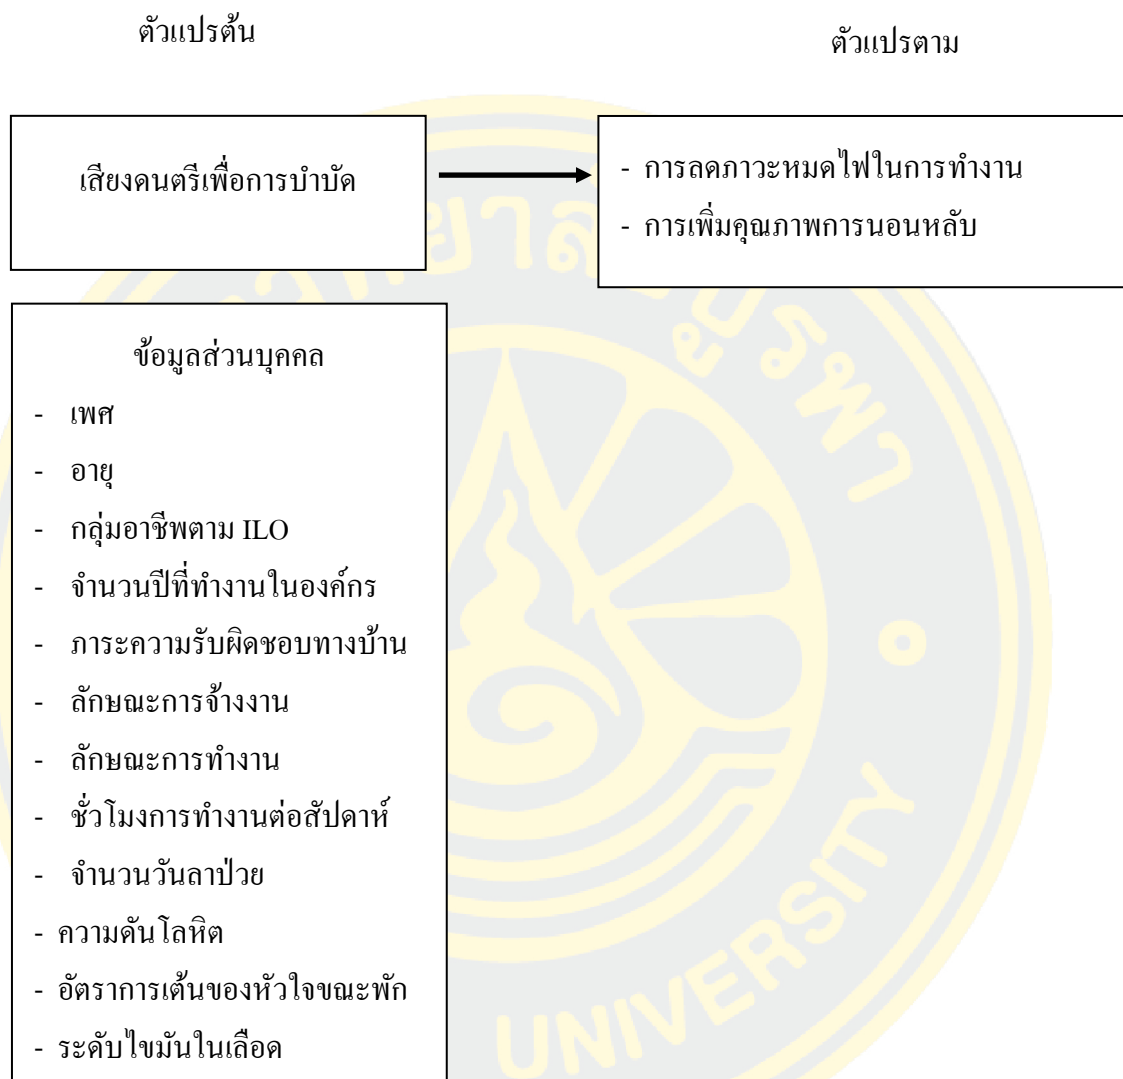 ตัวแปรต้น
ตัวแปรตาม
เสียงดนตรีเพื่อการบำบัด
- การลดภาวะหมดไฟในการทำงาน
- การเพิ่มคุณภาพการนอนหลับ
ข้อมูลส่วนบุคคล
- เพศ
- อายุ
- กลุ่มอาชีพตาม ILO
- จำนวนปีที่ทำงานในองค์กร
- ภาระความรับผิดชอบทางบ้าน
- ลักษณะการจ้างงาน
- ลักษณะการทำงาน
- ชั่วโมงการทำงานต่อสัปดาห์
- จำนวนวันลาป่วย
- ความดันโลหิต
- อัตราการเต้นของหัวใจขณะพัก
- ระดับไขมันในเลือด
UNIVERSITY